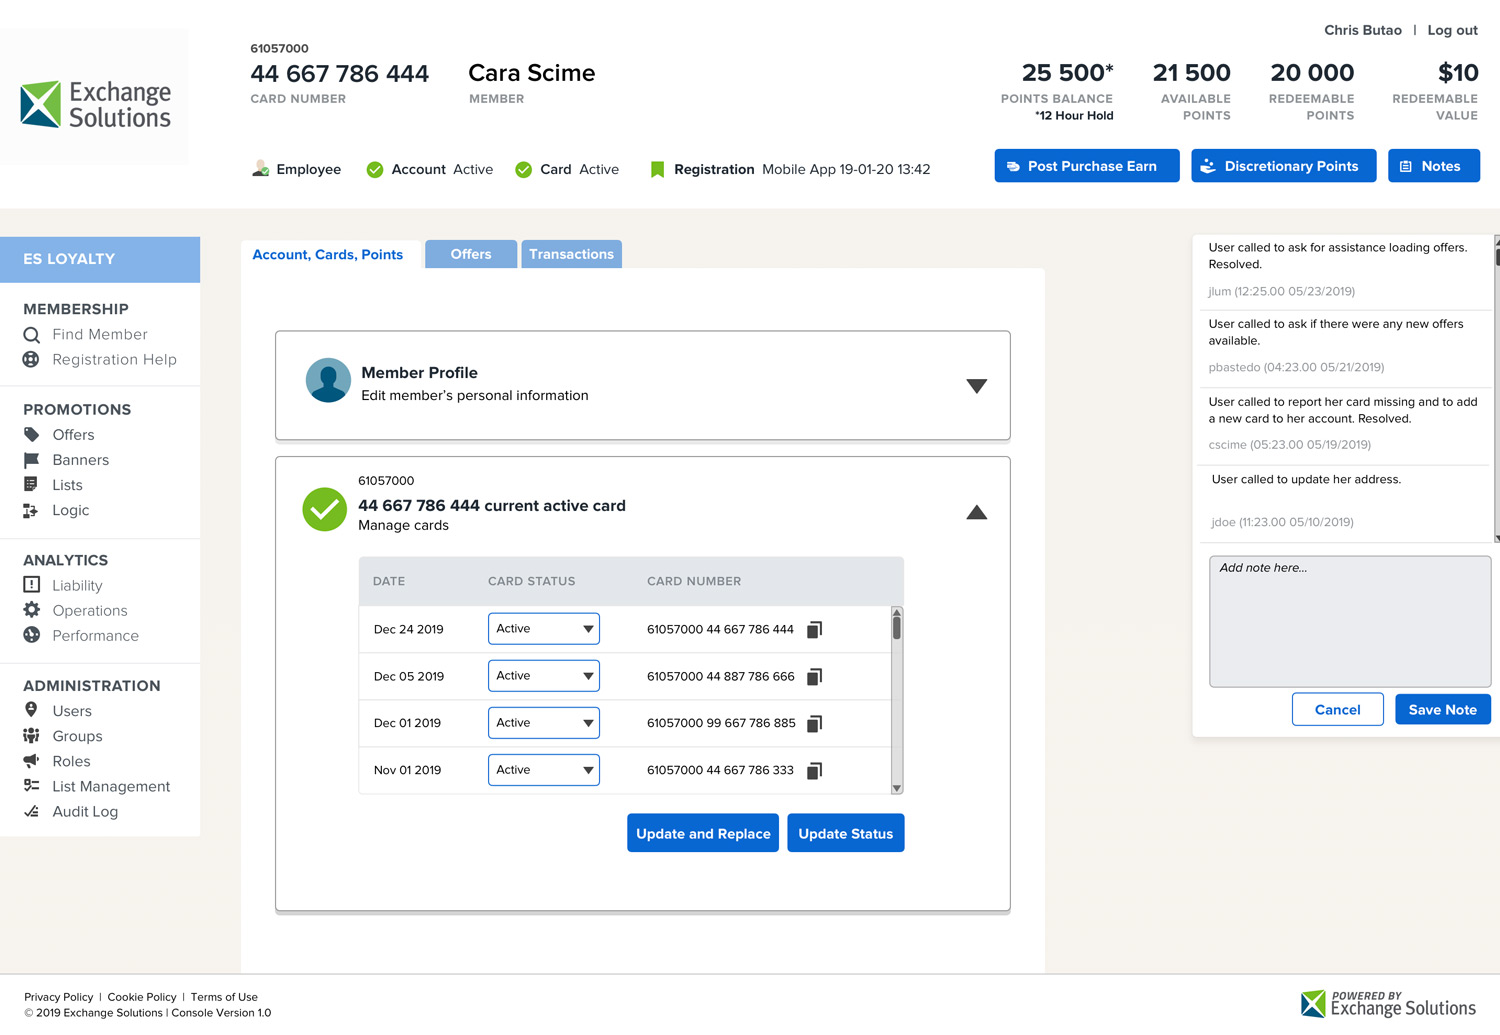 Chris Butao | Log out
Exchange
Solutions
61057000
44 667 786 444
CARD NUMBER
Cara Scime
MEMBER
25 500*
POINTS BALANCE
*12 Hour Hold
21 500
AVAILABLE
POINTS
20 000
REDEEMABLE
POINTS
$10
REDEEMABLE
VALUE
Employee
Account Active
Card Active
Registration Mobile App 19-01-20 13:42
Post Purchase Earn
Discretionary Points
Notes
ES LOYALTY
MEMBERSHIP
Find Member
Registration Help
PROMOTIONS
Offers
Banners
Lists
Logic
ANALYTICS
Liability
Operations
Performance
ADMINISTRATION
Users
Groups
Roles
List Management
Audit Log
Account, Cards, Points
Offers
Transactions
Member Profile
Edit member's personal information
61057000
44 667 786 444 current active card
Manage cards
DATE CARD STATUS CARD NUMBER
Dec 24 2019 Active 61057000 44 667 786 444
Dec 05 2019 Active 61057000 44 887 786 666
Dec 01 2019 Active 61057000 99 667 786 885
Nov 01 2019 Active 61057000 44 667 786 333
Update and Replace
Update Status
User called to ask for assistance loading offers.
Resolved.
jlum (12:25.00 05/23/2019)
User called to ask if there were any new offers
available.
pbastedo (04:23.00 05/21/2019)
User called to report her card missing and to add
a new card to her account. Resolved.
cscime (05:23.00 05/19/2019)
User called to update her address.
jdoe (11:23.00 05/10/2019)
Add note here...
Cancel
Save Note
Privacy Policy | Cookie Policy | Terms of Use
© 2019 Exchange Solutions | Console Version 1.0
POWERED BY
Exchange Solutions